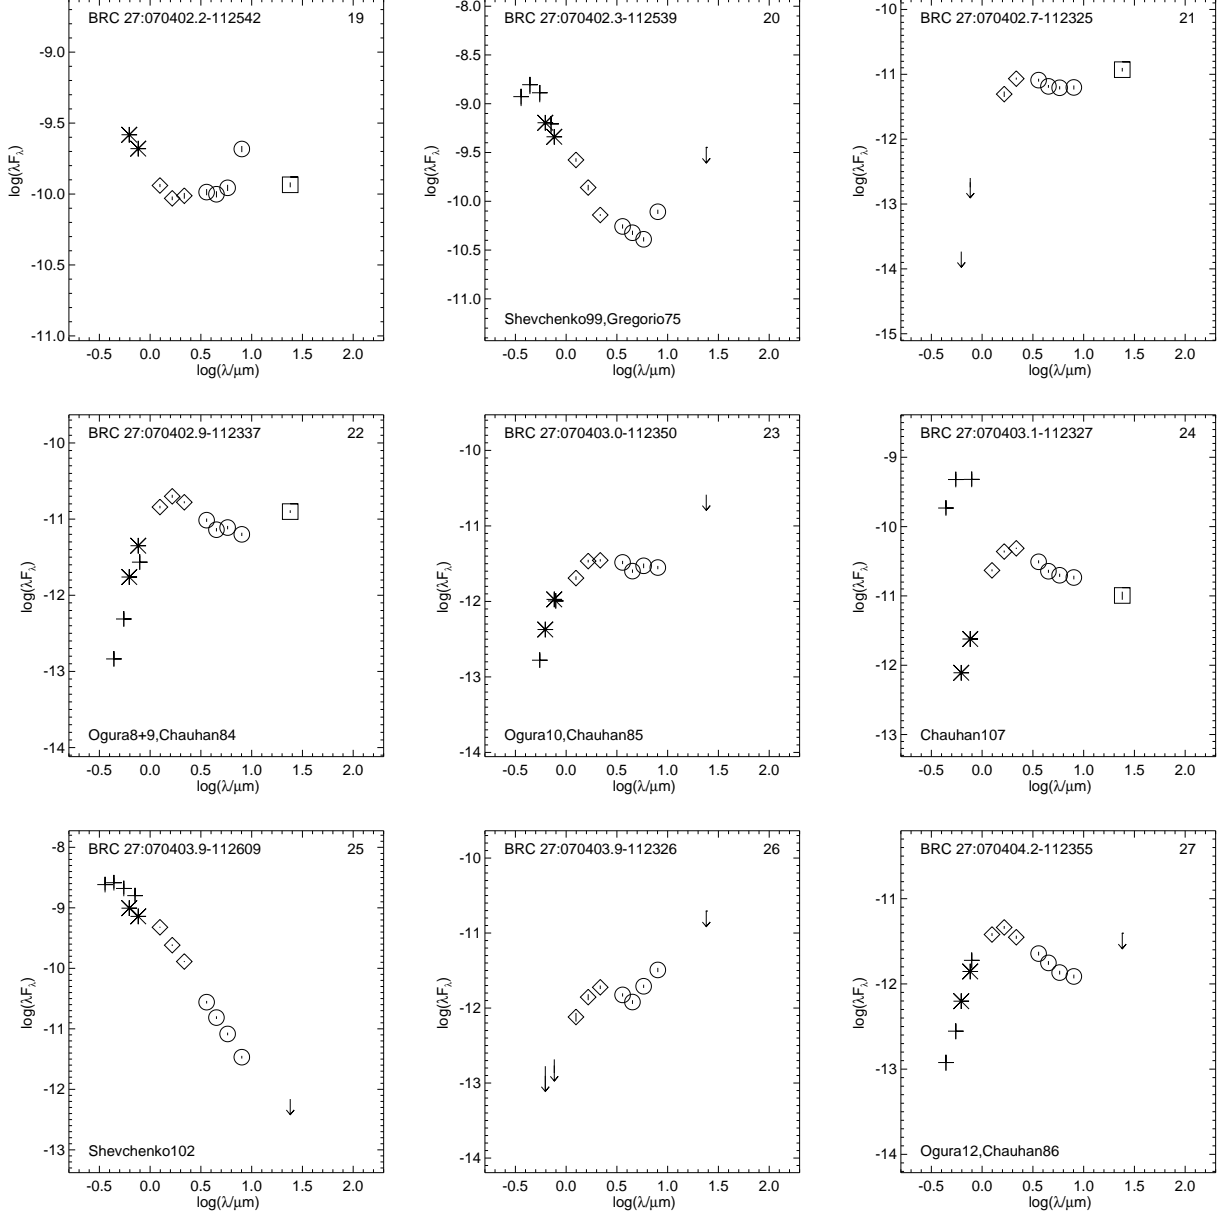 BRC 27:070402.2-112542 19
-9.0
-9.5
-10.0
-10.5
-11.0
log(λFλ)
-0.5 0.0 0.5 1.0 1.5 2.0
log(λ/μm)
BRC 27:070402.3-112539 20
-8.0
-8.5
-9.0
-9.5
-10.0
-10.5
-11.0
log(λFλ)
Shevchenko99,Gregorio75
-0.5 0.0 0.5 1.0 1.5 2.0
log(λ/μm)
BRC 27:070402.7-112325 21
-10
-11
-12
-13
-14
-15
log(λFλ)
-0.5 0.0 0.5 1.0 1.5 2.0
log(λ/μm)
BRC 27:070402.9-112337 22
-10
-11
-12
-13
-14
log(λFλ)
Ogura8+9,Chauhan84
-0.5 0.0 0.5 1.0 1.5 2.0
log(λ/μm)
BRC 27:070403.0-112350 23
-10
-11
-12
-13
-14
log(λFλ)
Ogura10,Chauhan85
-0.5 0.0 0.5 1.0 1.5 2.0
log(λ/μm)
BRC 27:070403.1-112327 24
-9
-10
-11
-12
-13
log(λFλ)
Chauhan107
-0.5 0.0 0.5 1.0 1.5 2.0
log(λ/μm)
BRC 27:070403.9-112609 25
-8
-9
-10
-11
-12
-13
log(λFλ)
Shevchenko102
-0.5 0.0 0.5 1.0 1.5 2.0
log(λ/μm)
BRC 27:070403.9-112326 26
-10
-11
-12
-13
-14
log(λFλ)
-0.5 0.0 0.5 1.0 1.5 2.0
log(λ/μm)
BRC 27:070404.2-112355 27
-11
-12
-13
-14
log(λFλ)
Ogura12,Chauhan86
-0.5 0.0 0.5 1.0 1.5 2.0
log(λ/μm)